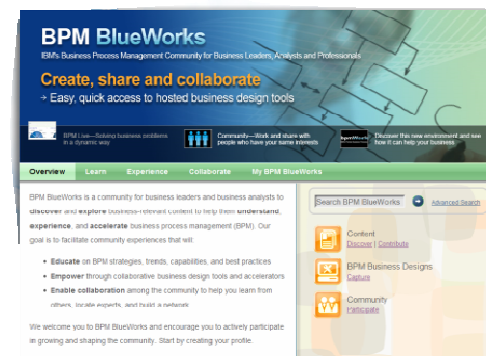 BPM BlueWorks
IBM's Business Process Management Community for Business Leaders, Analysts and Professionals
Create, share and collaborate
→ Easy, quick access to hosted business design tools
BPM Live—Solving business problems
in a dynamic way
Community—Work and share with
people who have your same interests
Discover this new environment and see
how it can help your business
Overview Learn Experience Collaborate My BPM BlueWorks
BPM BlueWorks is a community for business leaders and business analysts to
discover and explore business-relevant content to help them understand,
experience, and accelerate business process management (BPM). Our
goal is to facilitate community experiences that will:
Educate on BPM strategies, trends, capabilities, and best practices
Empower through collaborative business design tools and accelerators
Enable collaboration among the community to help you learn from
others, locate experts, and build a network
We welcome you to BPM BlueWorks and encourage you to actively participate
in growing and shaping the community. Start by creating your profile.
Search BPM BlueWorks Advanced Search
Content
Discover | Contribute
BPM Business Designs
Capture
Community
Participate